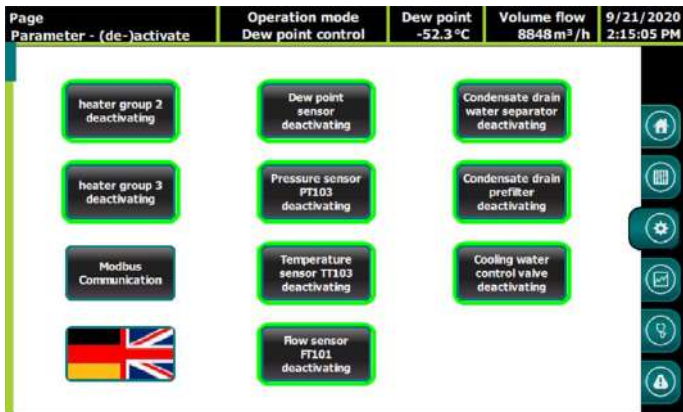 Page
Parameter - (de-)activate
Operation mode
Dew point control
Dew point
-52.3 °C
Volume flow
8848 m³/h
9/21/2020
2:15:05 PM
heater group 2
deactivating
Dew point
sensor
deactivating
Condensate drain
water separator
deactivating
heater group 3
deactivating
Pressure sensor
PT103
deactivating
Condensate drain
prefilter
deactivating
Modbus
Communication
Temperature
sensor TT103
deactivating
Cooling water
control valve
deactivating
Flow sensor
FT101
deactivating